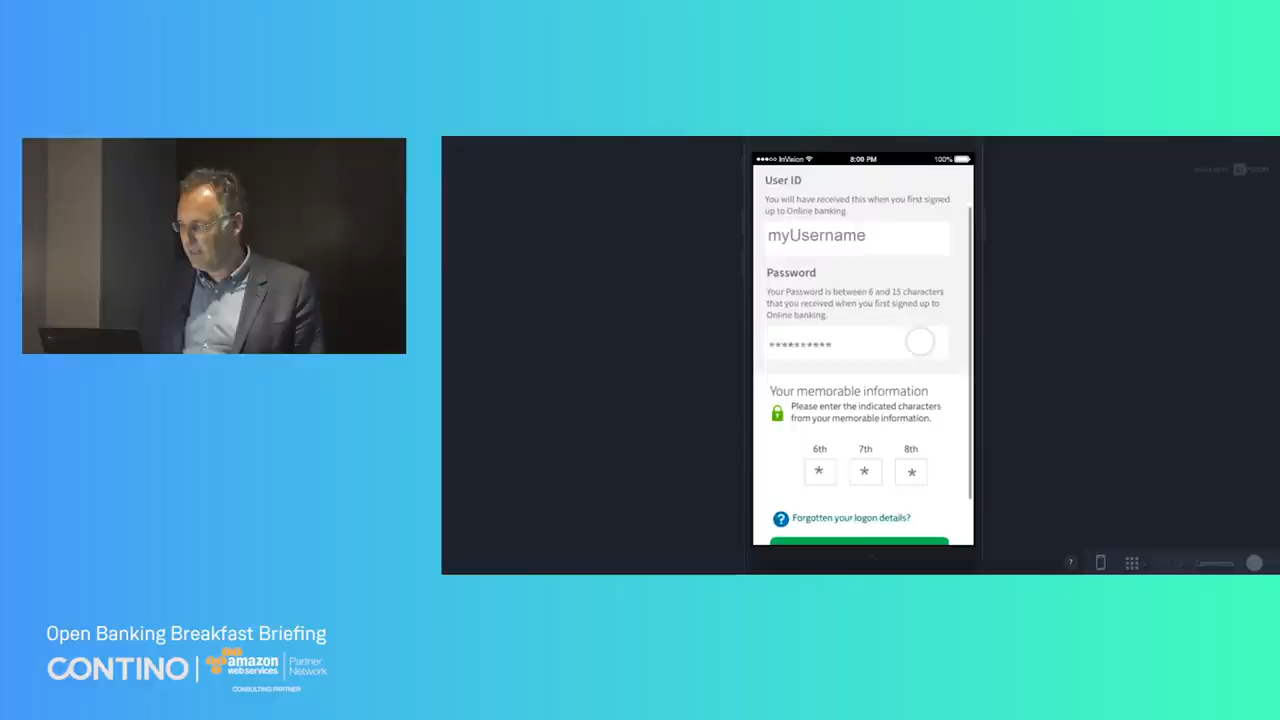 ●●●○○ InVision
8:00 PM
100%
User ID
You will have received this when you first signed
up to Online banking.
myUsername
Password
Your Password is between 6 and 15 characters
that you received when you first signed up to
Online banking.
**********
Your memorable information
Please enter the indicated characters
from your memorable information.
6th 7th 8th
* * *
? Forgotten your logon details?
? Comments
Open Banking Breakfast Briefing
CONTINO
amazon
webservices
Partner
Network
CONSULTING PARTNER